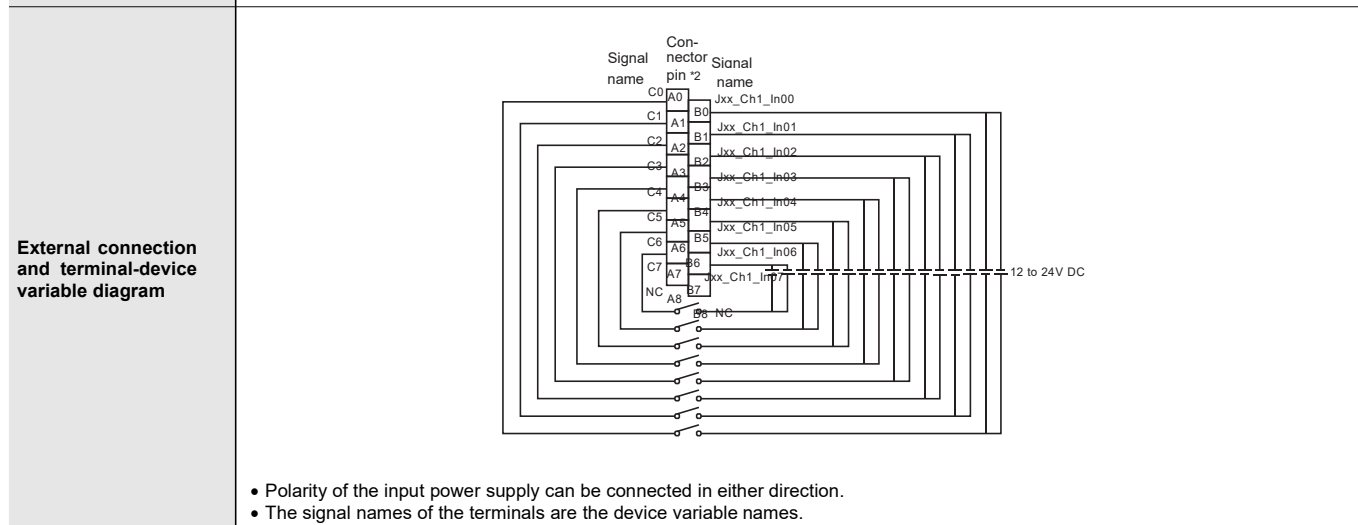 External connection
and terminal-device
variable diagram
Signal
name
Con-
nector
pin *2
Signal
name
C0 A0 Jxx_Ch1_In00
B0
C1 A1 Jxx_Ch1_In01
B1
C2 A2 Jxx_Ch1_In02
B2
C3 A3 Jxx_Ch1_In03
B3
C4 A4 Jxx_Ch1_In04
B4
C5 A5 Jxx_Ch1_In05
B5
C6 A6 Jxx_Ch1_In06
B6
C7 A7 Jxx_Ch1_In07
12 to 24V DC
B7
NC A8
B8 NC
• Polarity of the input power supply can be connected in either direction.
• The signal names of the terminals are the device variable names.